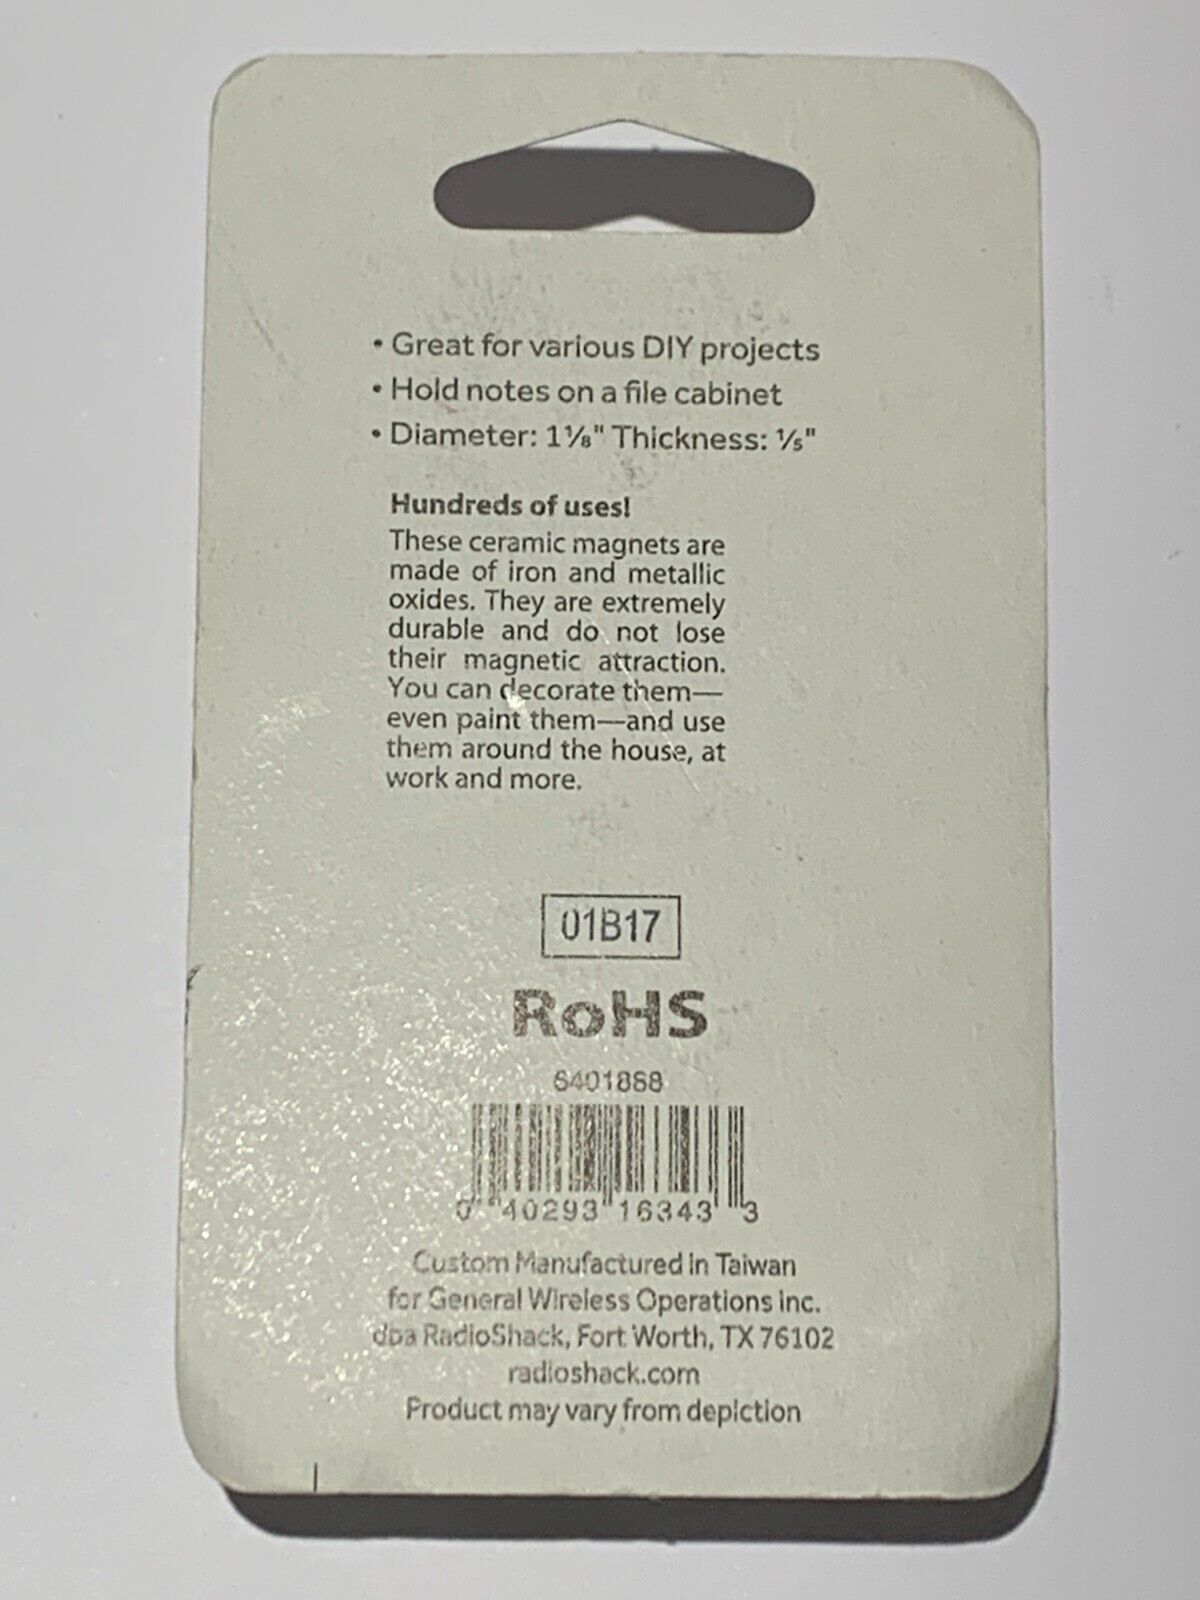 • Great for various DIY projects
• Hold notes on a file cabinet
• Diameter: 1⅛" Thickness: ⅕"
Hundreds of uses!
These ceramic magnets are
made of iron and metallic
oxides. They are extremely
durable and do not lose
their magnetic attraction.
You can decorate them—
even paint them—and use
them around the house, at
work and more.
01B17
RoHS
6401888
0 40293 16343 3
Custom Manufactured in Taiwan
for General Wireless Operations Inc.
dba RadioShack, Fort Worth, TX 76102
radioshack.com
Product may vary from depiction